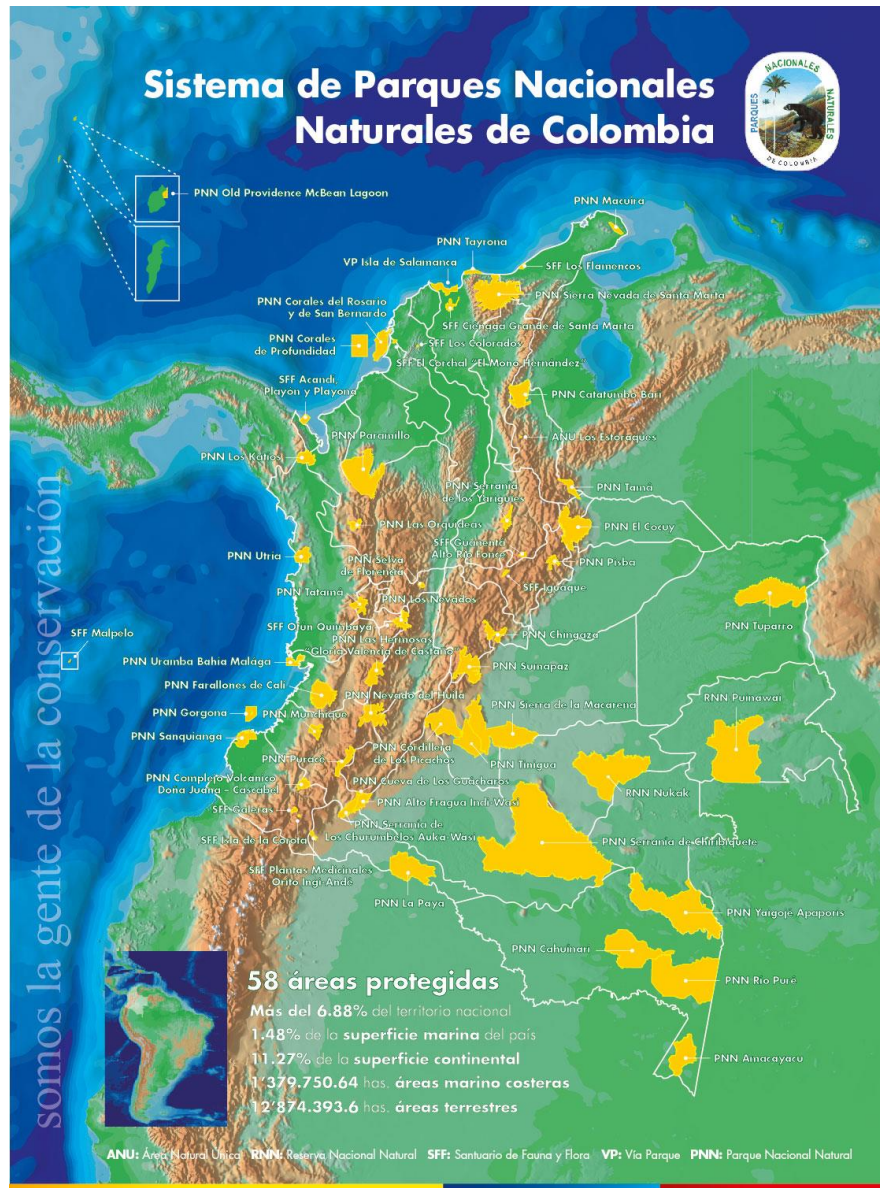 Sistema de Parques Nacionales
Naturales de Colombia
PARQUES NACIONALES NATURALES
DE COLOMBIA
PNN Old Providence McBean Lagoon
PNN Macuira
PNN Tayrona
VP Isla de Salamanca
SFF Los Flamencos
PNN Corales del Rosario
y de San Bernardo
PNN Sierra Nevada de Santa Marta
SFF Ciénaga Grande de Santa Marta
PNN Corales
de Profundidad
SFF Los Colorados
SFF El Corchal "El Mono Hernández"
SFF Acandí
Playon y Playona
PNN Catatumbo Bari
ANU Los Estoraques
PNN Paramillo
PNN Los Katíos
PNN Serranía
de los Yariguíes
PNN Tamá
PNN Las Orquídeas
PNN El Cocuy
SFF Guanentá
Alto Río Fonce
PNN Utría
PNN Selva
de Florencia
PNN Pisba
SFF Iguaque
PNN Tatamá
PNN Los Nevados
PNN Tuparro
SFF Otún Quimbaya
PNN Las Hermosas
"Gloria Valencia de Castaño"
PNN Chingaza
SFF Malpelo
PNN Uramba Bahía Malága
PNN Sumapaz
PNN Farallones de Cali
PNN Nevado del Huila
RNN Puinawai
PNN Gorgona
PNN Munchique
PNN Sierra de la Macarena
PNN Sanquianga
PNN Cordillera
de Los Picachos
PNN Puracé
PNN Tinigua
PNN Complejo Volcánico
Dona Juana - Cascabel
PNN Cueva de Los Guacharos
RNN Nukák
PNN Alto Fragua Indi Wasi
SFF Galeras
PNN Serranía de
Los Churumbelos Auka-Wasi
SFF Isla de la Corota
PNN Serranía de Chiribiquete
SFF Plantas Medicinales
Orito Ingi-Andé
PNN La Paya
PNN Yaigojé Apaporis
PNN Cahuinarí
PNN Río Puré
PNN Amacayacu
somos la gente de la conservación
58 áreas protegidas
Más del 6.88% del territorio nacional
1.48% de la superficie marina del país
11.27% de la superficie continental
1'379.750.64 has. áreas marino costeras
12'874.393.6 has. áreas terrestres
ANU: Área Natural Única RNN: Reserva Nacional Natural SFF: Santuario de Fauna y Flora VP: Vía Parque PNN: Parque Nacional Natural